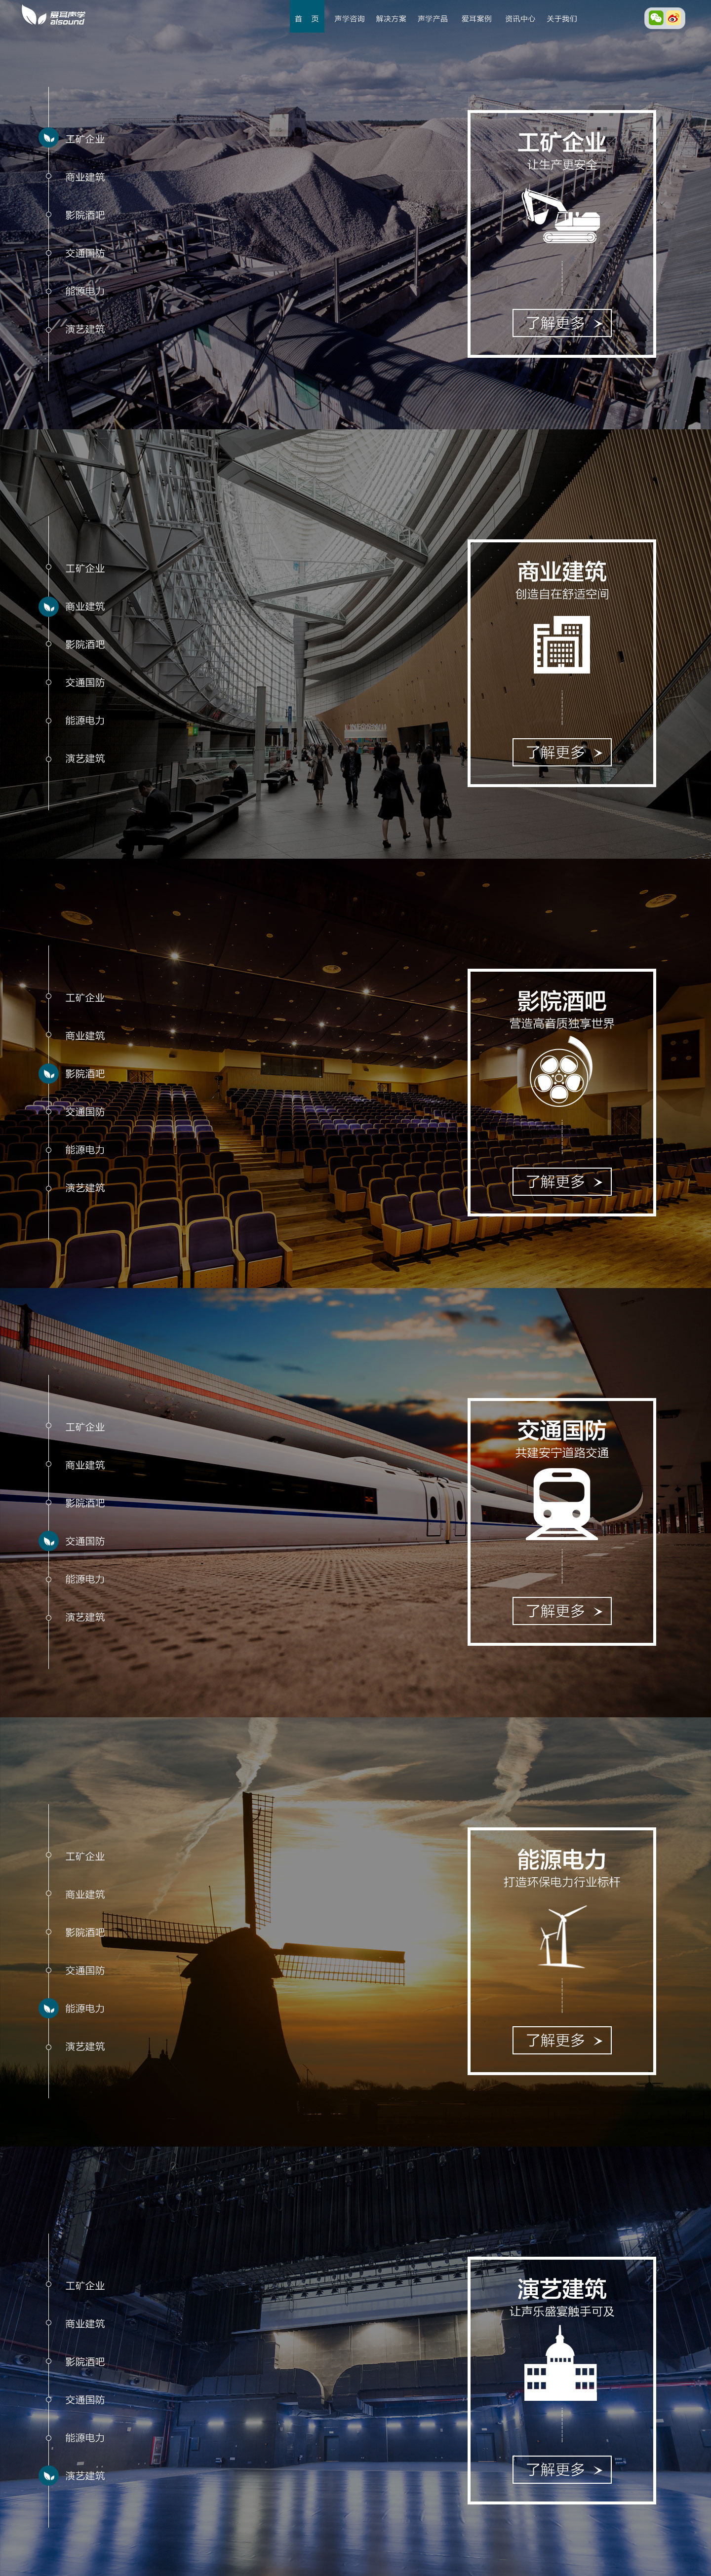 爱耳声学
alsound
首 页 声学咨询 解决方案 声学产品 爱耳案例 资讯中心 关于我们
工矿企业
商业建筑
影院酒吧
交通国防
能源电力
演艺建筑
工矿企业
让生产更安全
了解更多 >
工矿企业
商业建筑
影院酒吧
交通国防
能源电力
演艺建筑
商业建筑
创造自在舒适空间
了解更多 >
工矿企业
商业建筑
影院酒吧
交通国防
能源电力
演艺建筑
影院酒吧
营造高音质独享世界
了解更多 >
工矿企业
商业建筑
影院酒吧
交通国防
能源电力
演艺建筑
交通国防
共建安宁道路交通
了解更多 >
工矿企业
商业建筑
影院酒吧
交通国防
能源电力
演艺建筑
能源电力
打造环保电力行业标杆
了解更多 >
工矿企业
商业建筑
影院酒吧
交通国防
能源电力
演艺建筑
演艺建筑
让声乐盛宴触手可及
了解更多 >